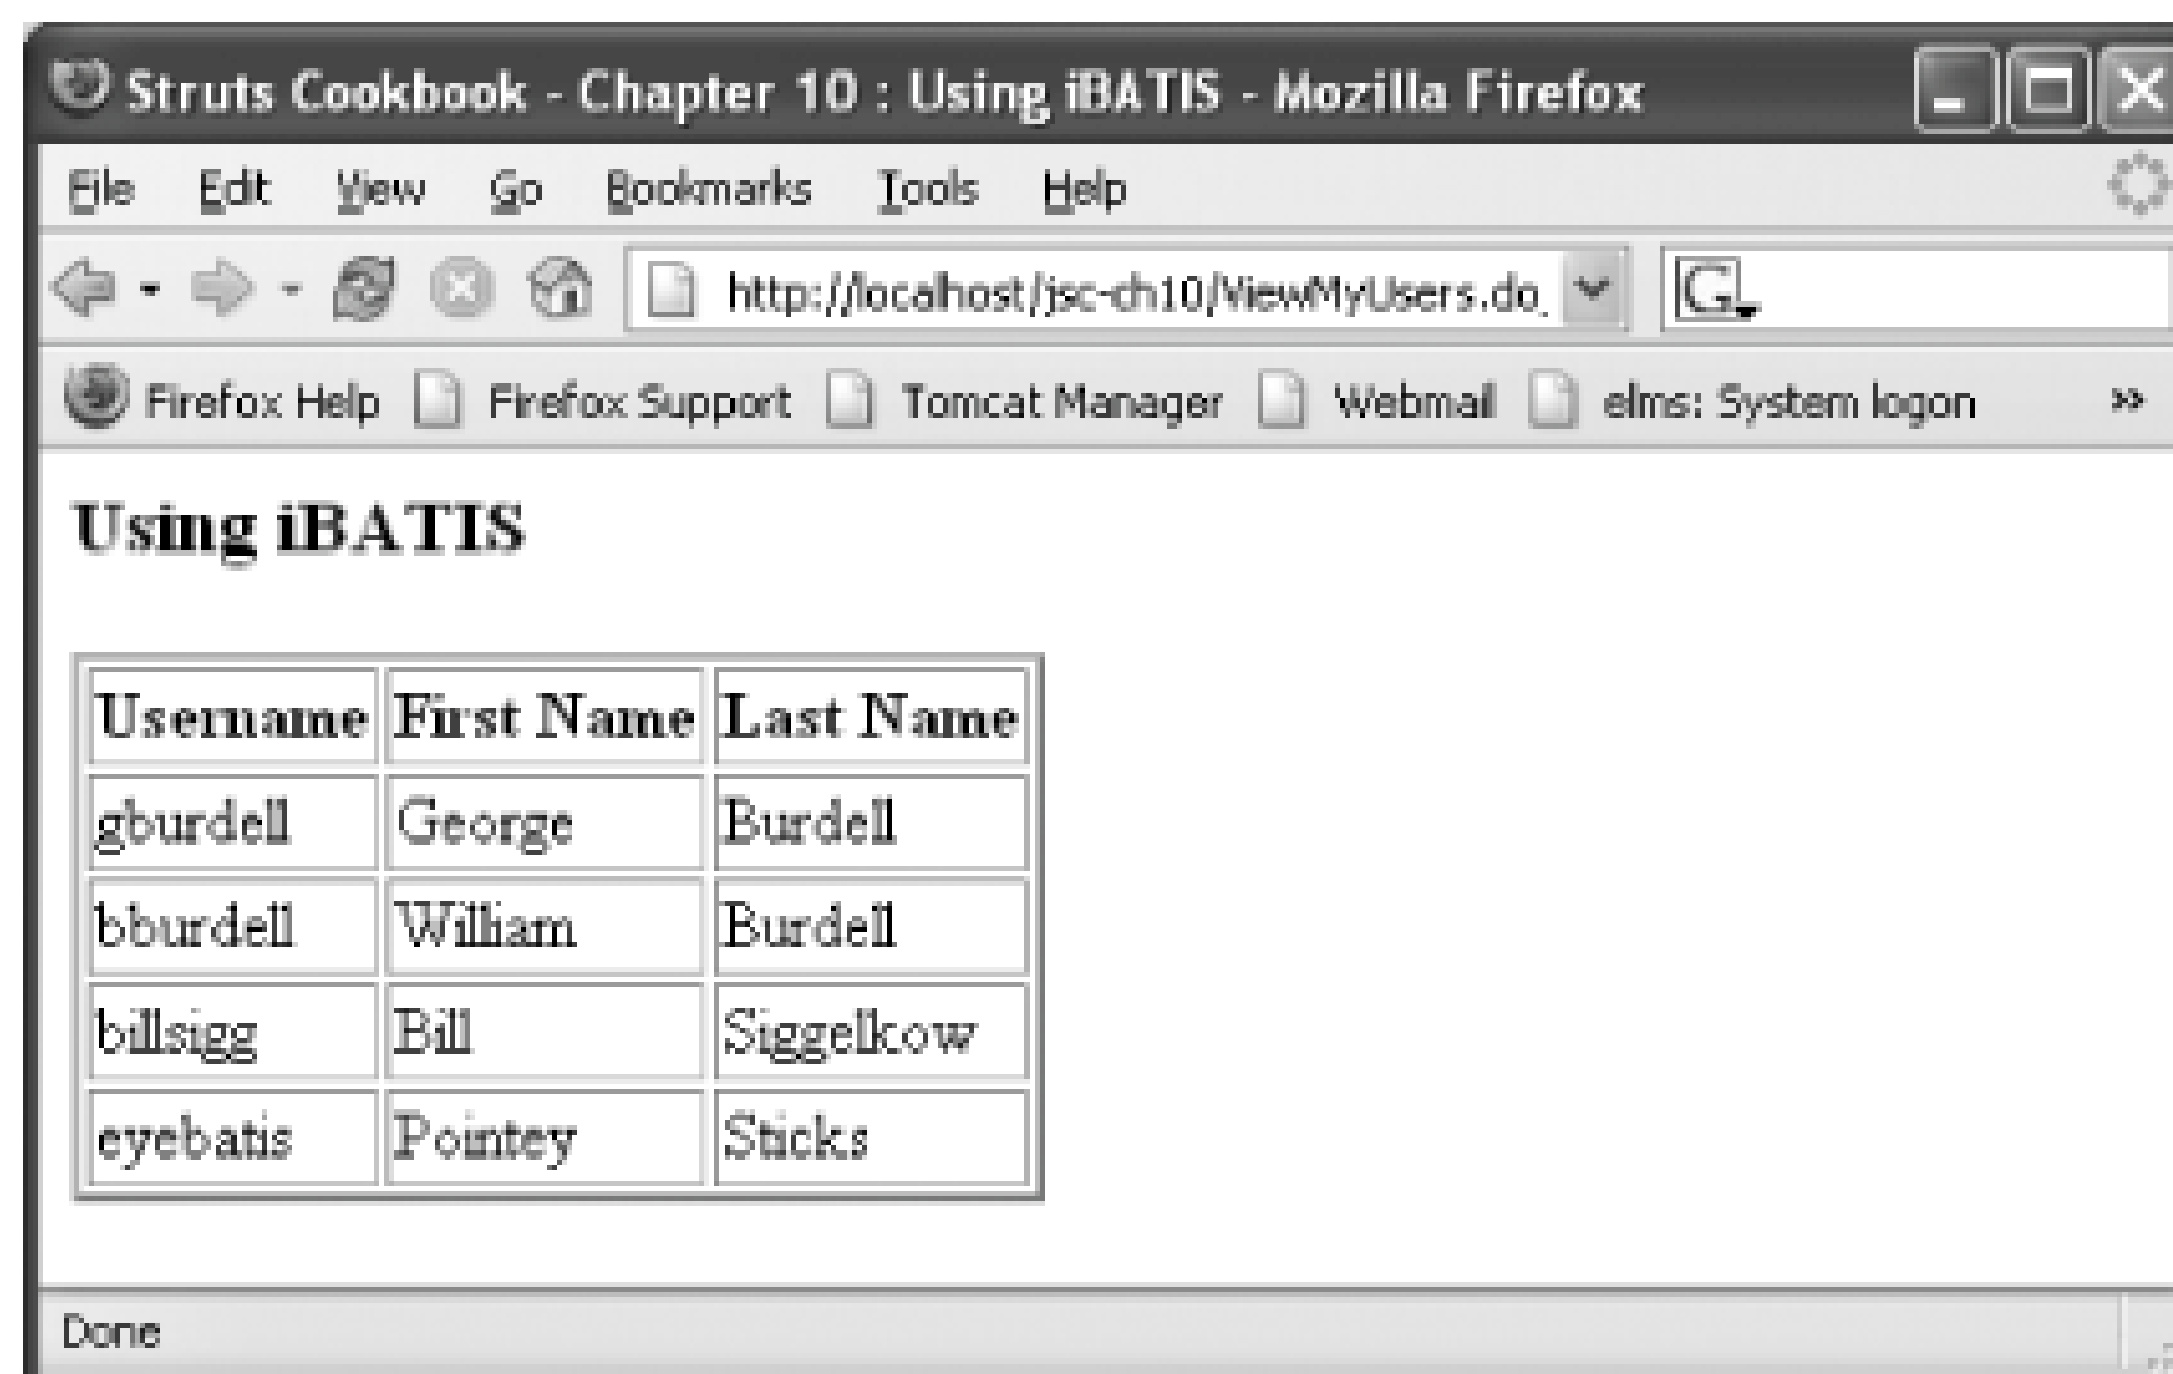 Struts Cookbook - Chapter 10 : Using iBATIS - Mozilla Firefox
File Edit View Go Bookmarks Tools Help
http://localhost/jsc-ch10/ViewMyUsers.do
G
Firefox Help Firefox Support Tomcat Manager Webmail elms: System logon »
Using iBATIS
Username First Name Last Name
gburdell George Burdell
bburdell William Burdell
billsigg Bill Siggelkow
eyebatis Pointey Sticks
Done